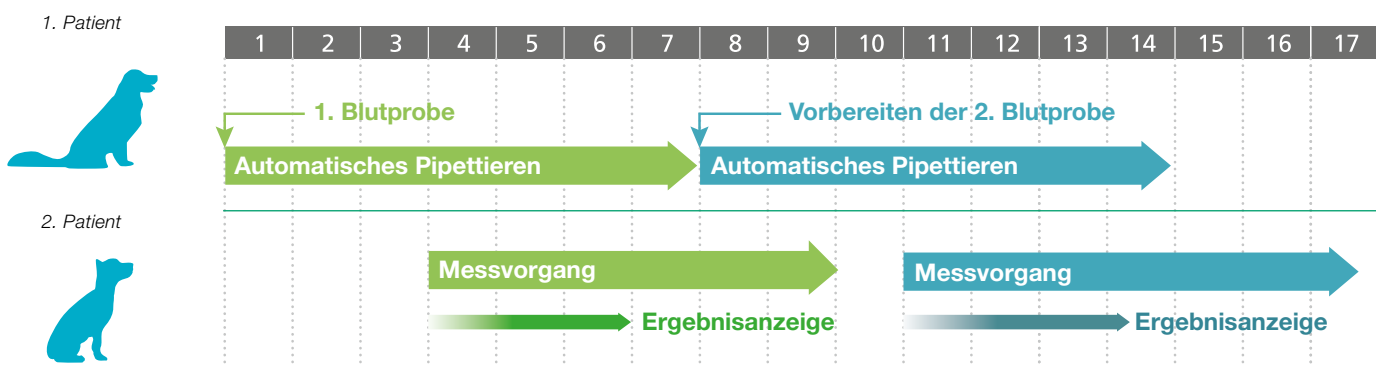 1. Patient
1 2 3 4 5 6 7 8 9 10 11 12 13 14 15 16 17
1. Blutprobe
Vorbereiten der 2. Blutprobe
Automatisches Pipettieren
Automatisches Pipettieren
2. Patient
Messvorgang
Messvorgang
Ergebnisanzeige
Ergebnisanzeige